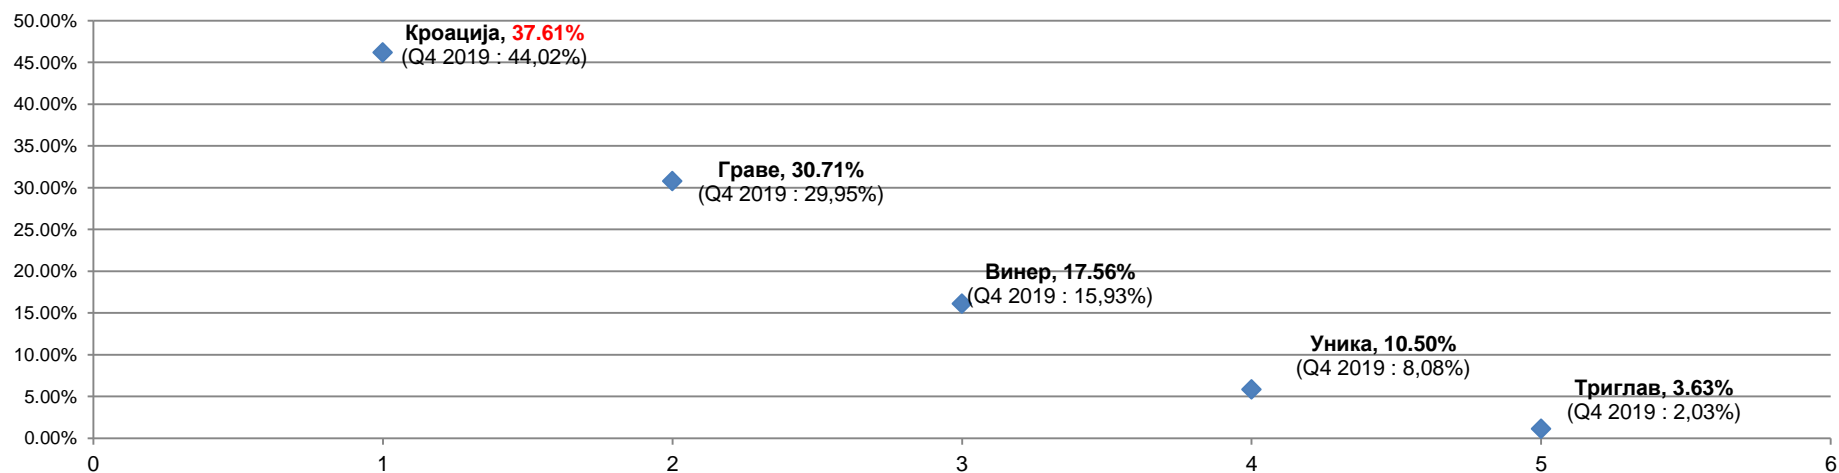 50.00%
45.00%
40.00%
35.00%
30.00%
25.00%
20.00%
15.00%
10.00%
5.00%
0.00%
Кроација, 37.61%
(Q4 2019 : 44,02%)
Граве, 30.71%
(Q4 2019 : 29,95%)
Винер, 17.56%
(Q4 2019 : 15,93%)
Уника, 10.50%
(Q4 2019 : 8,08%)
Триглав, 3.63%
(Q4 2019 : 2,03%)
0 1 2 3 4 5 6